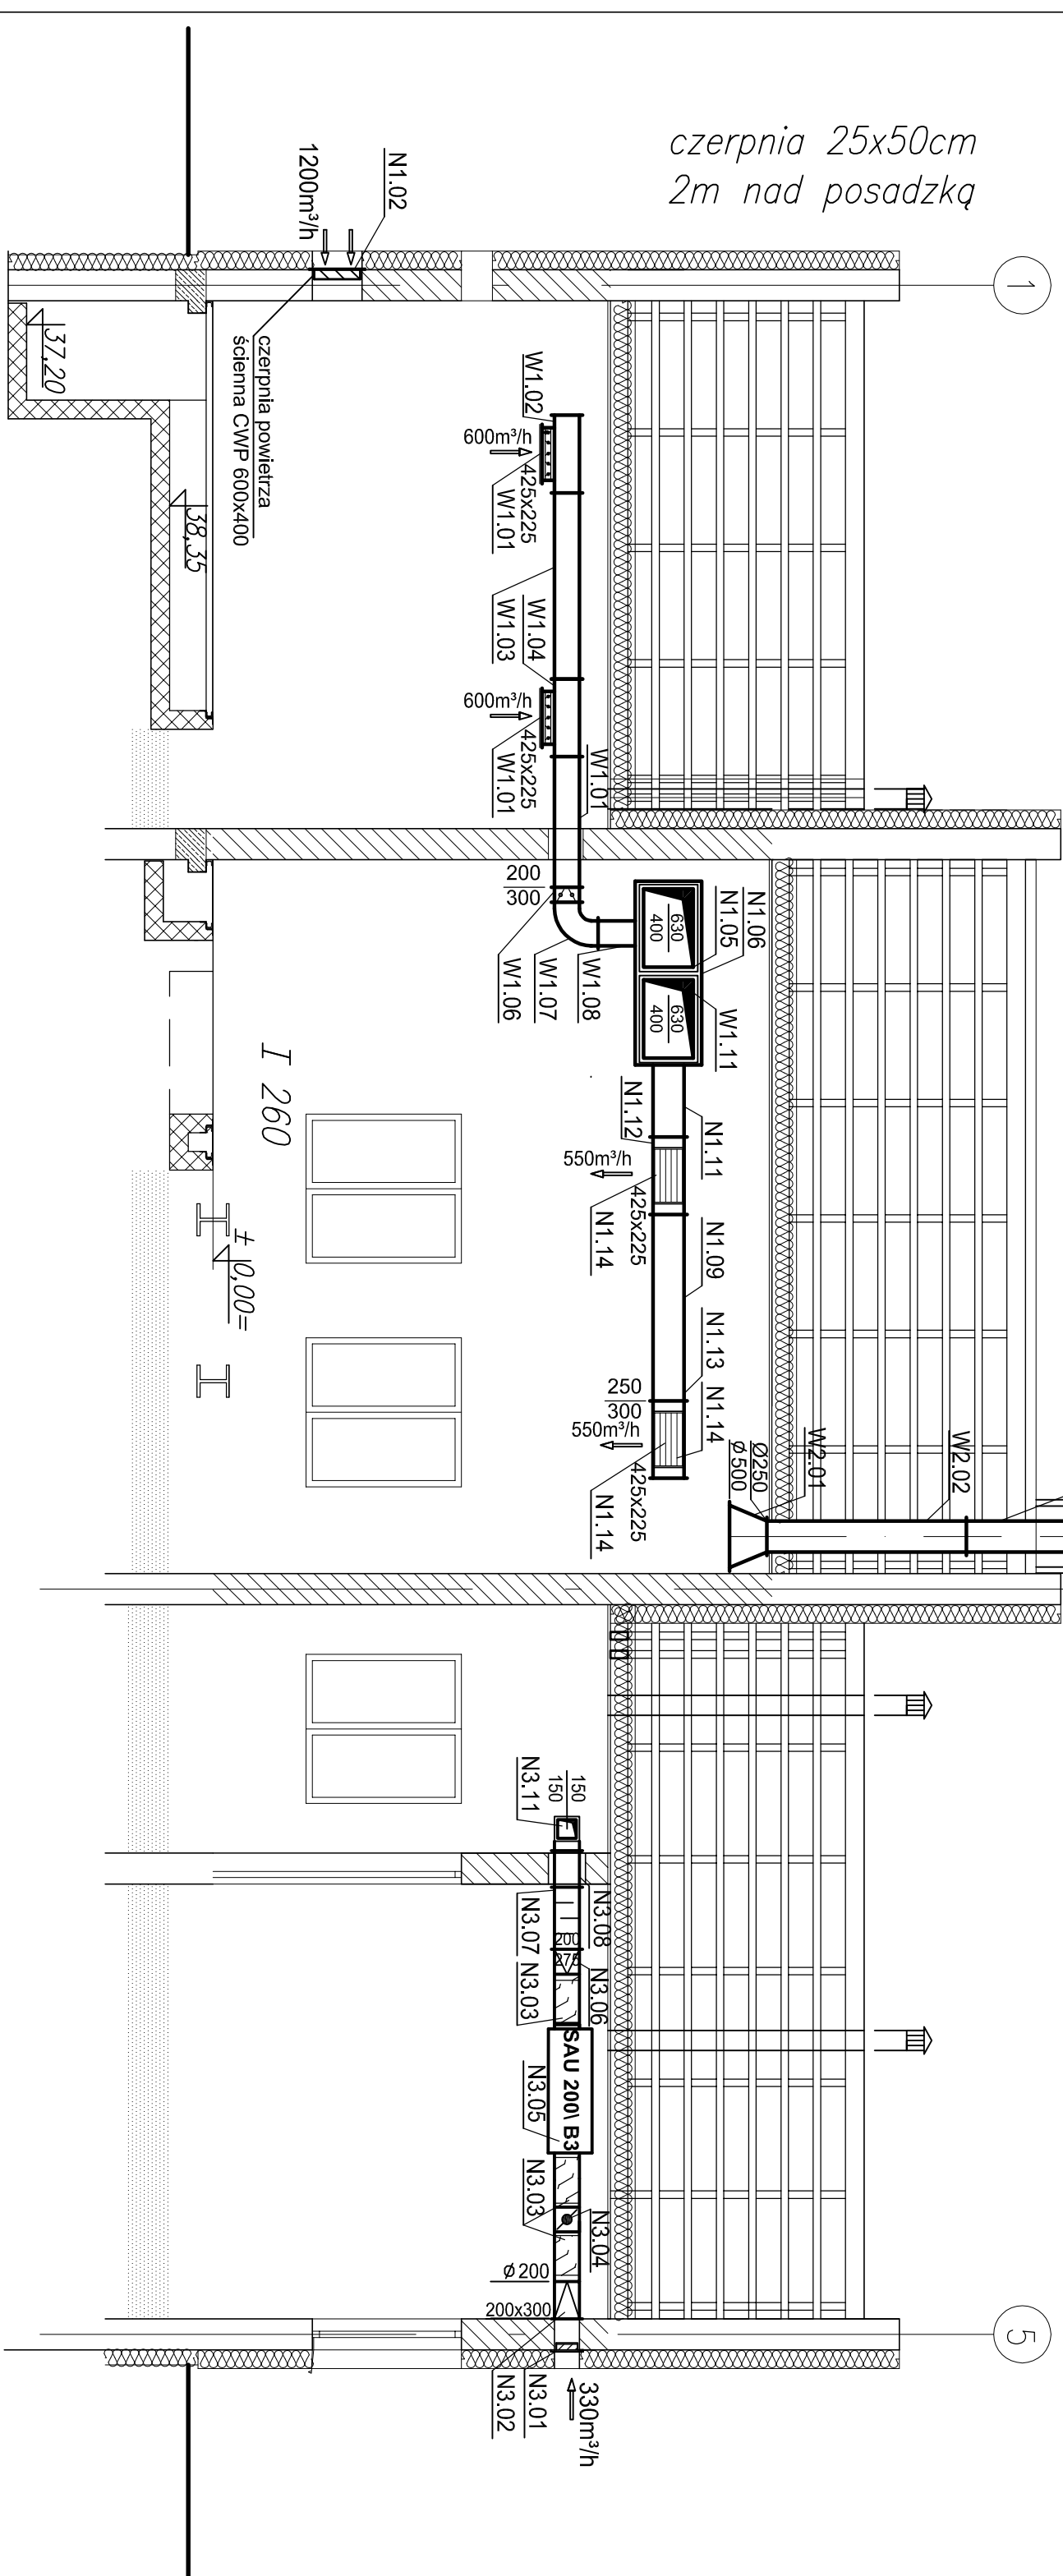 czerpnia 25x50cm
2m nad posadzką
1
N1.02
1200m³/h
czerpnia powietrza
ścienna CWP 600x400
37,20
38,35
W1.02
600m³/h
425x225
W1.01
W1.03
W1.04
600m³/h
425x225
W1.01
W1.01
200
300
W1.06
W1.07
W1.08
630
400
N1.05
N1.06
630
400
W1.11
N1.12
N1.11
550m³/h
425x225
N1.14
N1.09
N1.13
250
300
N1.14
550m³/h
425x225
N1.14
I 260
± 0,00=
Ø500
Ø250
W2.01
W2.02
150
150
N3.11
N3.08
N3.07
200
275
N3.06
N3.03
SAU 200\ B3
N3.05
N3.03
N3.04
Ø200
200x300
N3.01
N3.02
330m³/h
5